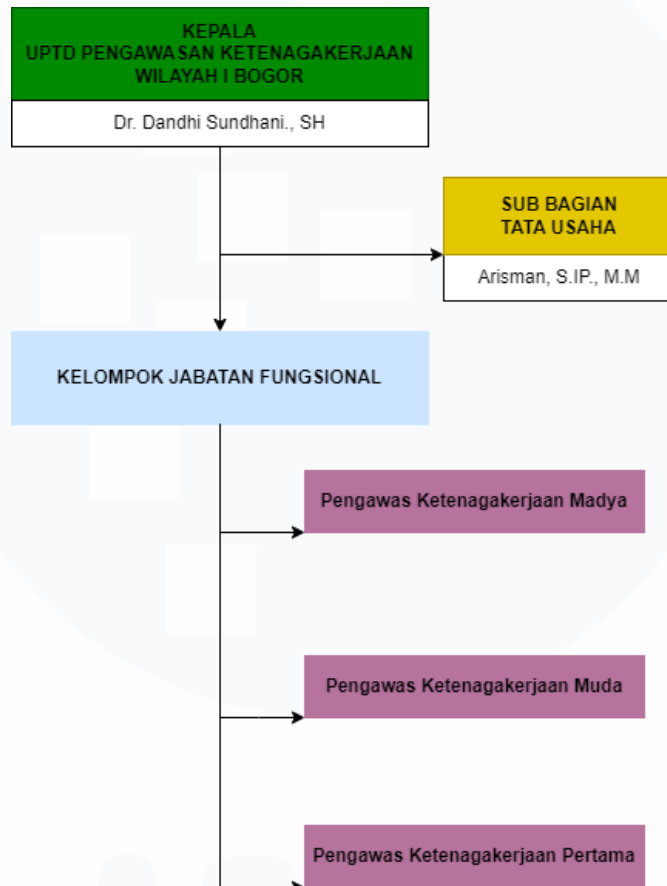 KEPALA
UPTD PENGAWASAN KETENAGAKERJAAN
WILAYAH I BOGOR
Dr. Dandhi Sundhani., SH
SUB BAGIAN
TATA USAHA
Arisman, S.IP., M.M
KELOMPOK JABATAN FUNGSIONAL
Pengawas Ketenagakerjaan Madya
Pengawas Ketenagakerjaan Muda
Pengawas Ketenagakerjaan Pertama